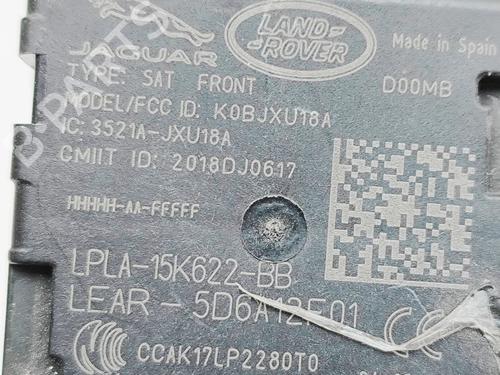 JAGUAR
LAND-
-ROVER
Made in Spain
TYPE: SAT FRONT
D00MB
MODEL/FCC ID: K0BJXU18A
IC: 3521A-JXU18A
CMIIT ID: 2018DJ0617
HHHHH-AA-FFFFF
LPLA-15K622-BB
LEAR - 5D6A12F01
CCAK17LP2280T0
B-PARTS